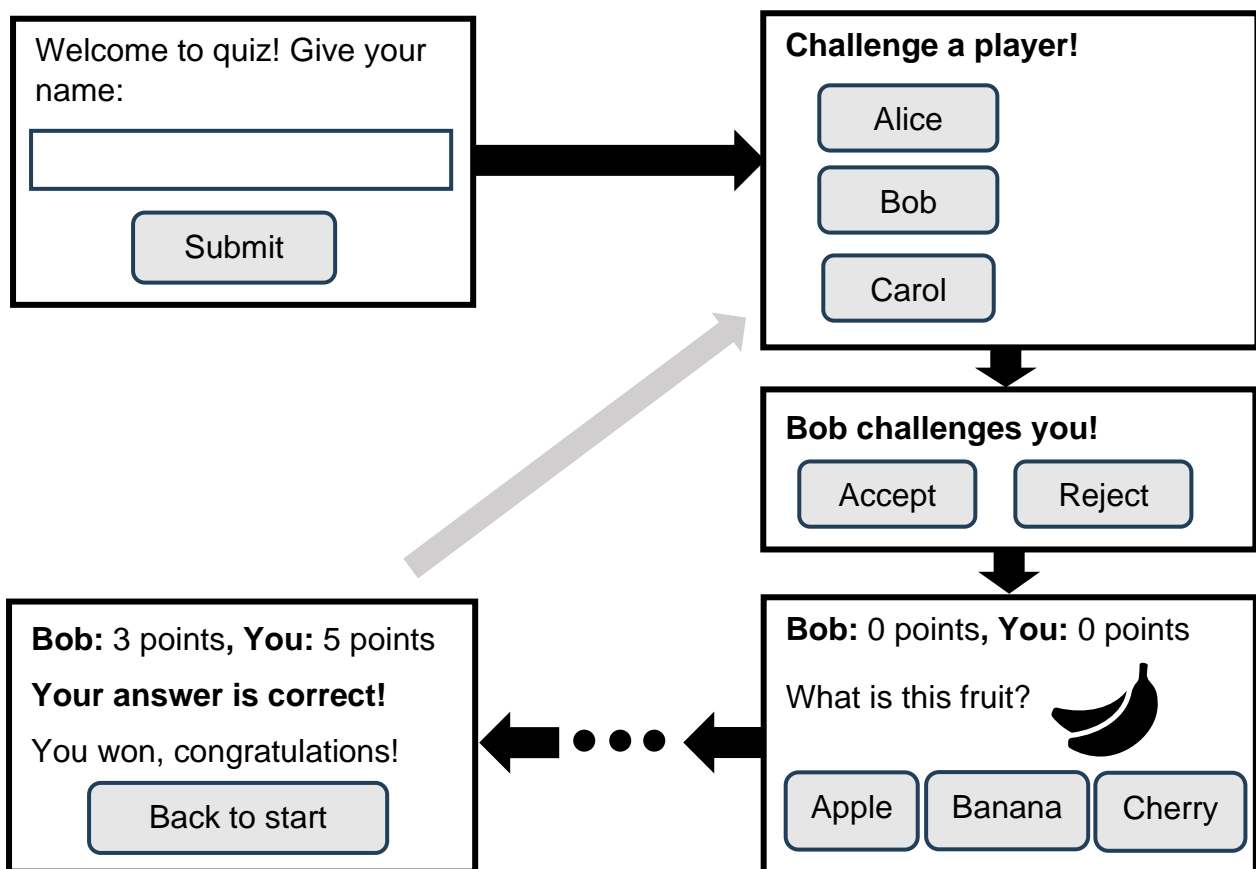 Welcome to quiz! Give your
name:
Submit
Challenge a player!
Alice
Bob
Carol
Bob challenges you!
Accept
Reject
Bob: 0 points, You: 0 points
What is this fruit?
Apple
Banana
Cherry
Bob: 3 points, You: 5 points
Your answer is correct!
You won, congratulations!
Back to start